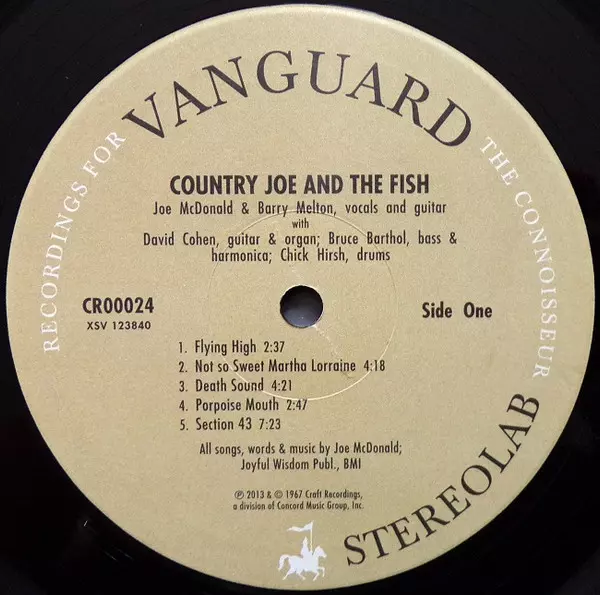 RECORDINGS FOR
VANGUARD
THE CONNOISSEUR
COUNTRY JOE AND THE FISH
Joe McDonald & Barry Melton, vocals and guitar
with
David Cohen, guitar & organ; Bruce Barthol, bass &
harmonica; Chick Hirsh, drums
CR00024
XSV 123840
Side One
1. Flying High 2:37
2. Not so Sweet Martha Lorraine 4:18
3. Death Sound 4:21
4. Porpoise Mouth 2:47
5. Section 43 7:23
All songs, words & music by Joe McDonald;
Joyful Wisdom Publ., BMI
℗ 2013 & © 1967 Craft Recordings,
a division of Concord Music Group, Inc.
STEREOLAB